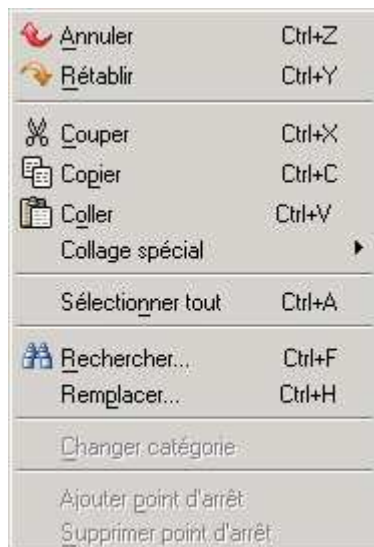 Annuler Ctrl+Z
Rétablir Ctrl+Y
Couper Ctrl+X
Copier Ctrl+C
Coller Ctrl+V
Collage spécial
Sélectionner tout Ctrl+A
Rechercher... Ctrl+F
Remplacer... Ctrl+H
Changer catégorie
Ajouter point d'arrêt
Supprimer point d'arrêt